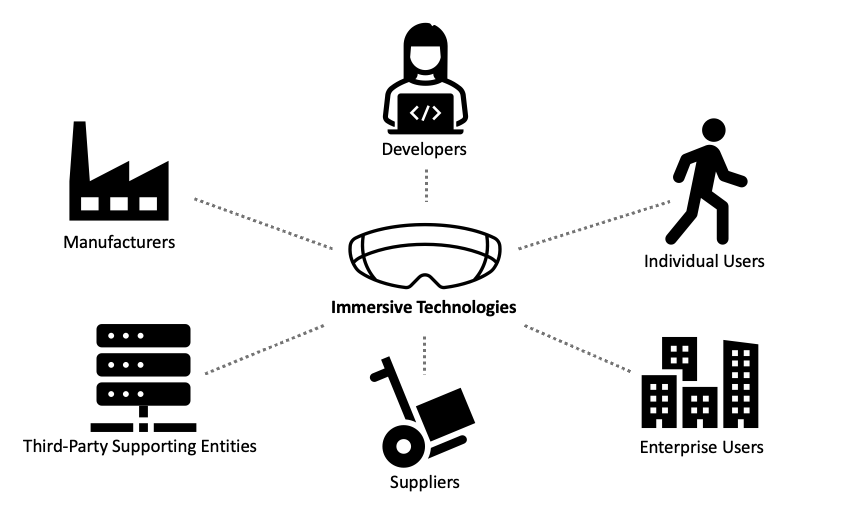 </>
Developers
Manufacturers
Individual Users
Immersive Technologies
Third-Party Supporting Entities
Enterprise Users
Suppliers